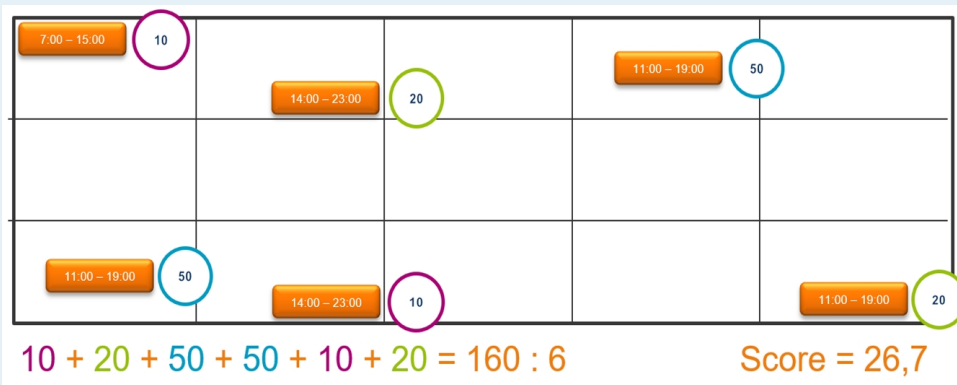 7:00 – 15:00 10
11:00 – 19:00 50
14:00 – 23:00 20
11:00 – 19:00 50
14:00 – 23:00 10
11:00 – 19:00 20
10 + 20 + 50 + 50 + 10 + 20 = 160 : 6 Score = 26,7